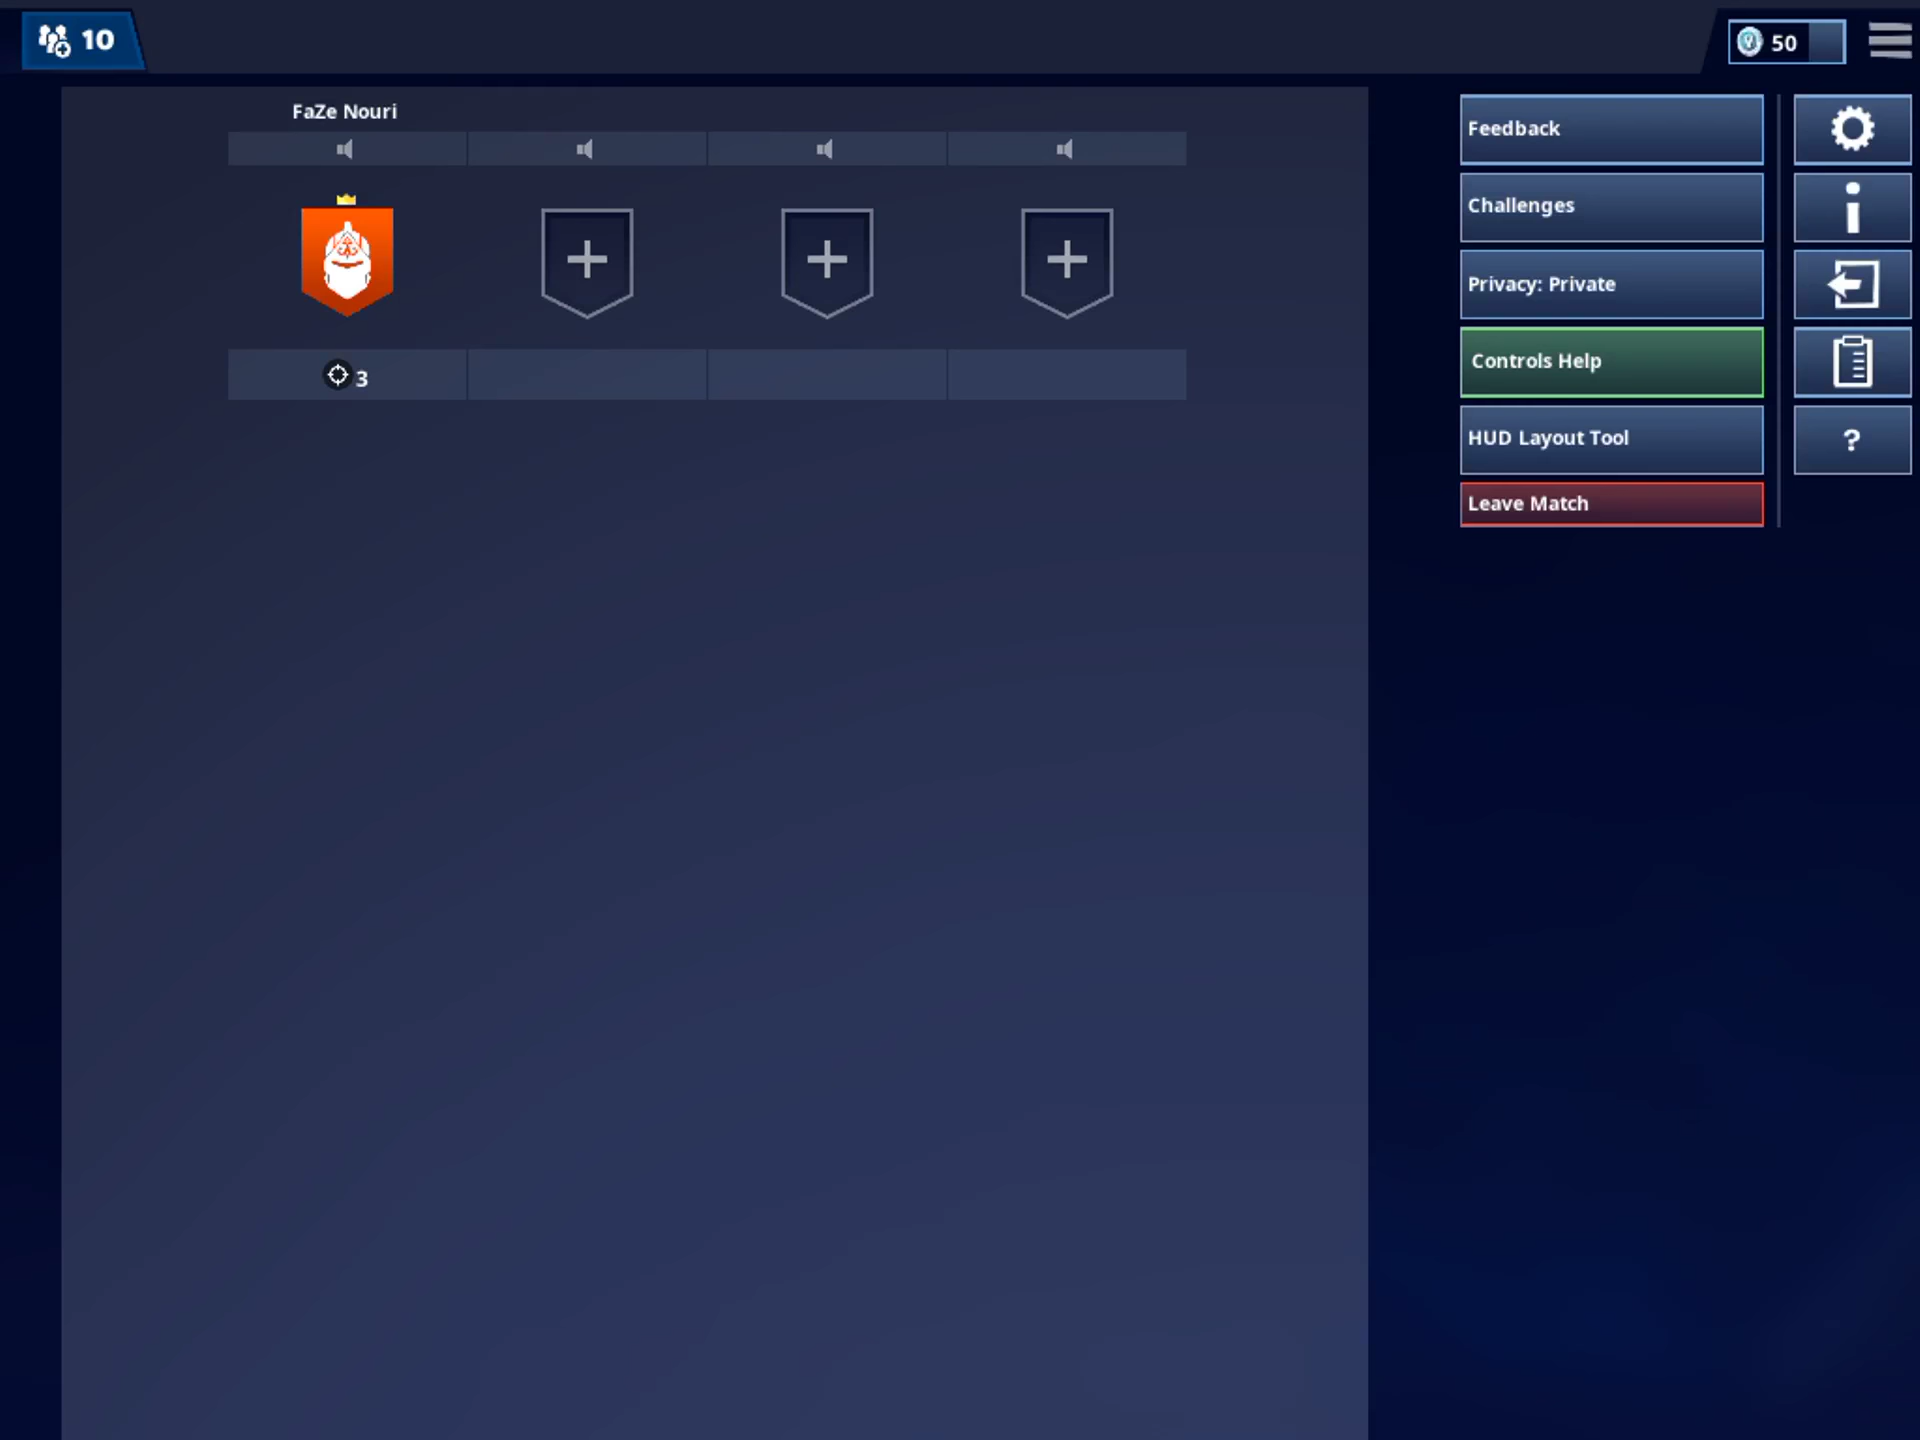 10
50
FaZe Nouri
3
Feedback
Challenges
Privacy: Private
Controls Help
HUD Layout Tool
?
Leave Match